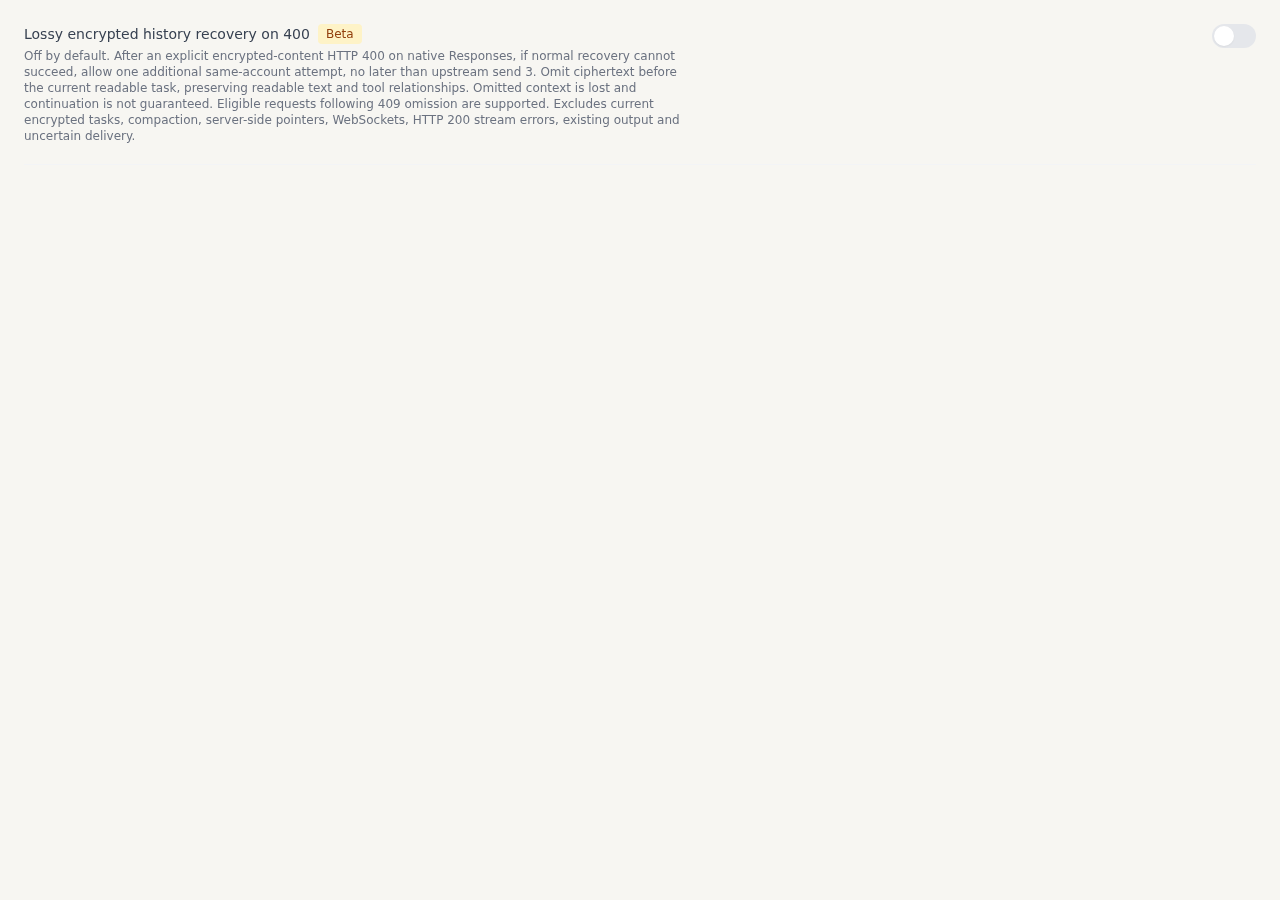 Lossy encrypted history recovery on 400 Beta
Off by default. After an explicit encrypted-content HTTP 400 on native Responses, if normal recovery cannot
succeed, allow one additional same-account attempt, no later than upstream send 3. Omit ciphertext before
the current readable task, preserving readable text and tool relationships. Omitted context is lost and
continuation is not guaranteed. Eligible requests following 409 omission are supported. Excludes current
encrypted tasks, compaction, server-side pointers, WebSockets, HTTP 200 stream errors, existing output and
uncertain delivery.